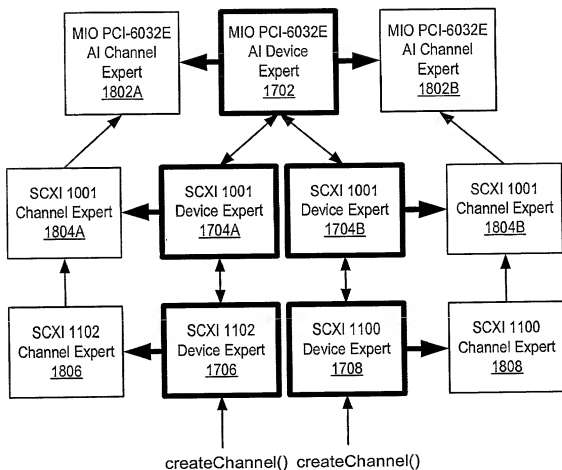 MIO PCI-6032E
AI Channel
Expert
1802A
MIO PCI-6032E
AI Device
Expert
1702
MIO PCI-6032E
AI Channel
Expert
1802B
SCXI 1001
Channel Expert
1804A
SCXI 1001
Device Expert
1704A
SCXI 1001
Device Expert
1704B
SCXI 1001
Channel Expert
1804B
SCXI 1102
Channel Expert
1806
SCXI 1102
Device Expert
1706
SCXI 1100
Device Expert
1708
SCXI 1100
Channel Expert
1808
createChannel()
createChannel()